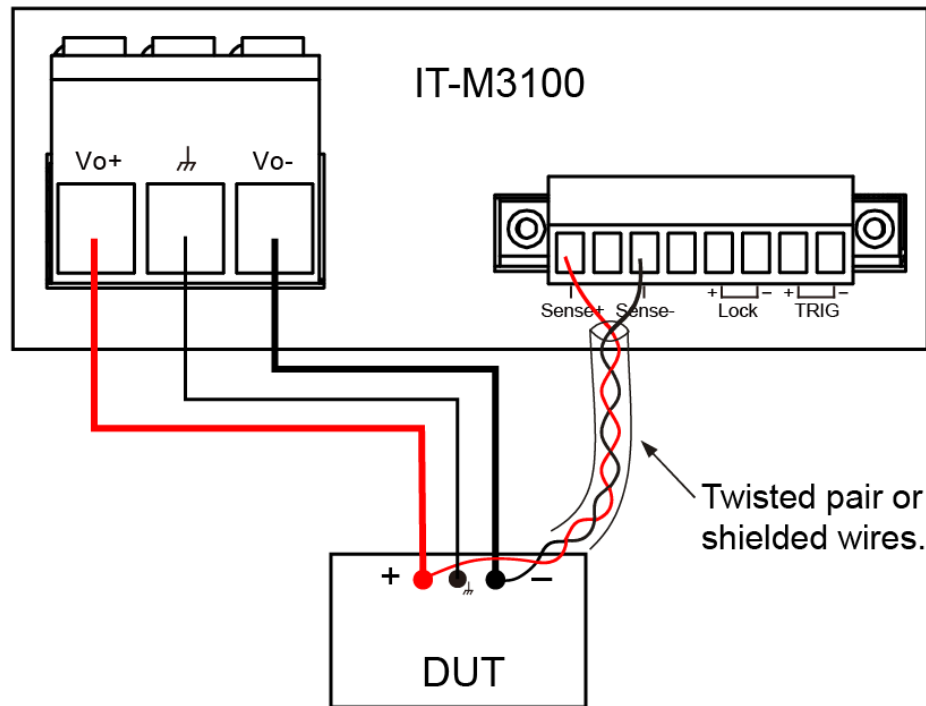 IT-M3100
Vo+
Vo-
Sense+ Sense-
+ −
Lock
+ −
TRIG
Twisted pair or
shielded wires.
+ −
DUT